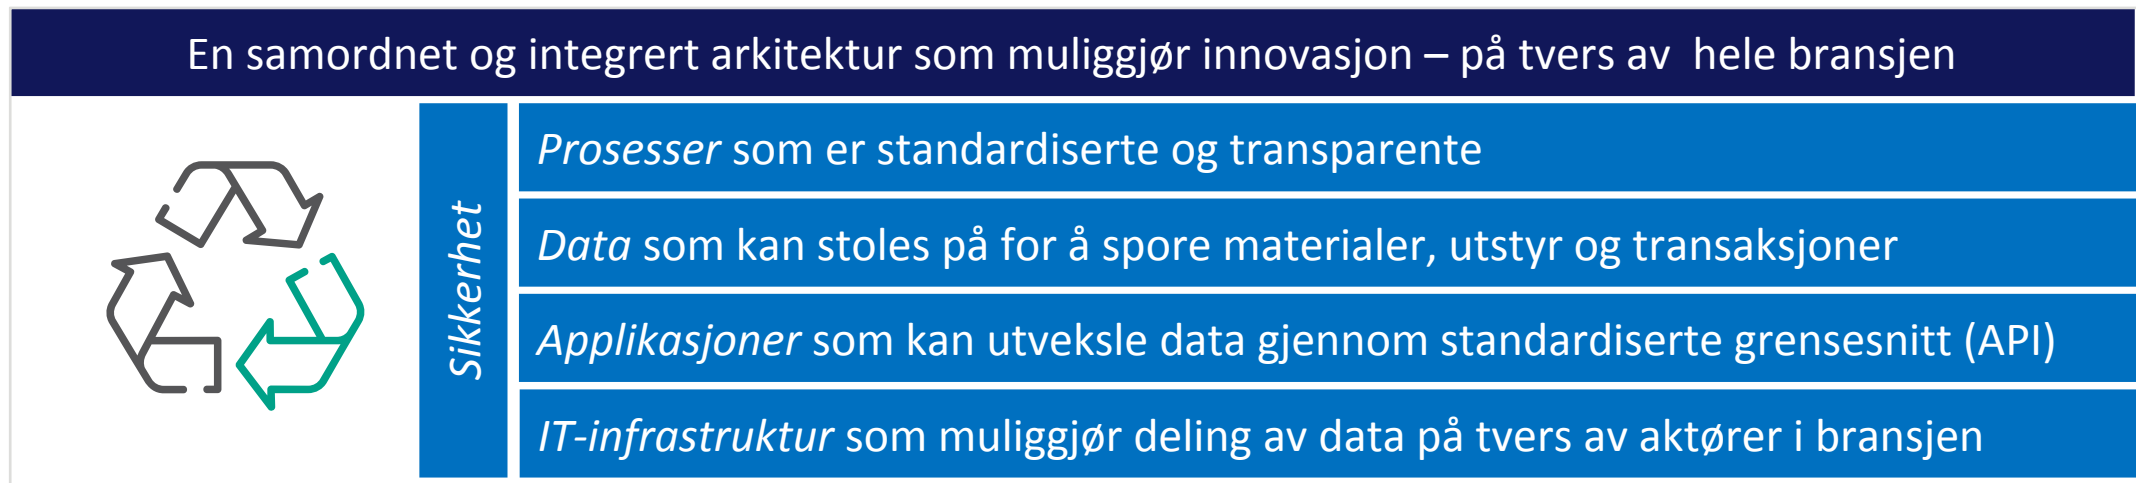 En samordnet og integrert arkitektur som muliggjør innovasjon – på tvers av hele bransjen
Sikkerhet
Prosesser som er standardiserte og transparente
Data som kan stoles på for å spore materialer, utstyr og transaksjoner
Applikasjoner som kan utveksle data gjennom standardiserte grensesnitt (API)
IT-infrastruktur som muliggjør deling av data på tvers av aktører i bransjen